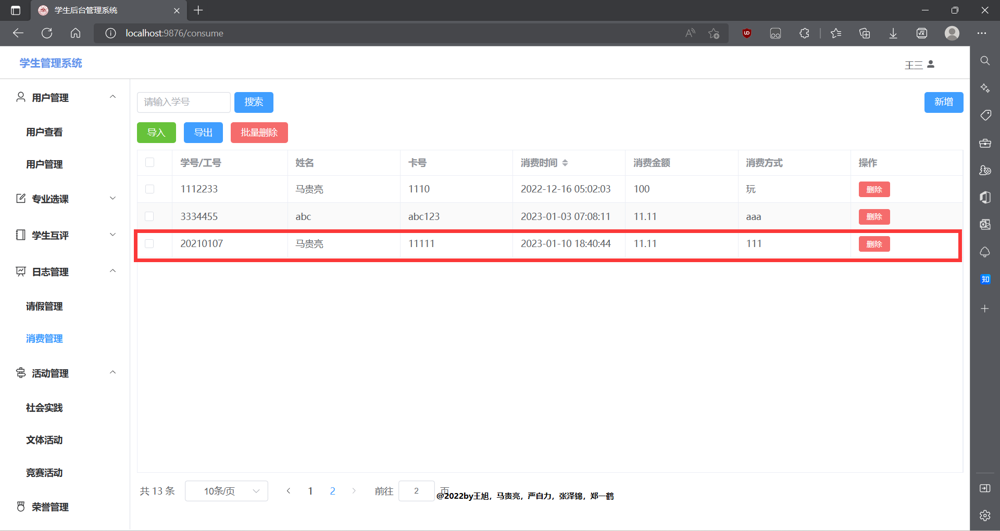 学生后台管理系统
localhost:9876/consume
学生管理系统
王三
用户管理
用户查看
用户管理
专业选课
学生互评
日志管理
请假管理
消费管理
活动管理
社会实践
文体活动
竞赛活动
荣誉管理
请输入学号 搜索 新增
导入 导出 批量删除
学号/工号 姓名 卡号 消费时间 消费金额 消费方式 操作
1112233 马贵亮 1110 2022-12-16 05:02:03 100 玩 删除
3334455 abc abc123 2023-01-03 07:08:11 11.11 aaa 删除
20210107 马贵亮 11111 2023-01-10 18:40:44 11.11 111 删除
共 13 条 10条/页 1 2 前往 2 页
@2022by王旭，马贵亮，严自力，张泽锦，郑一鹤
知